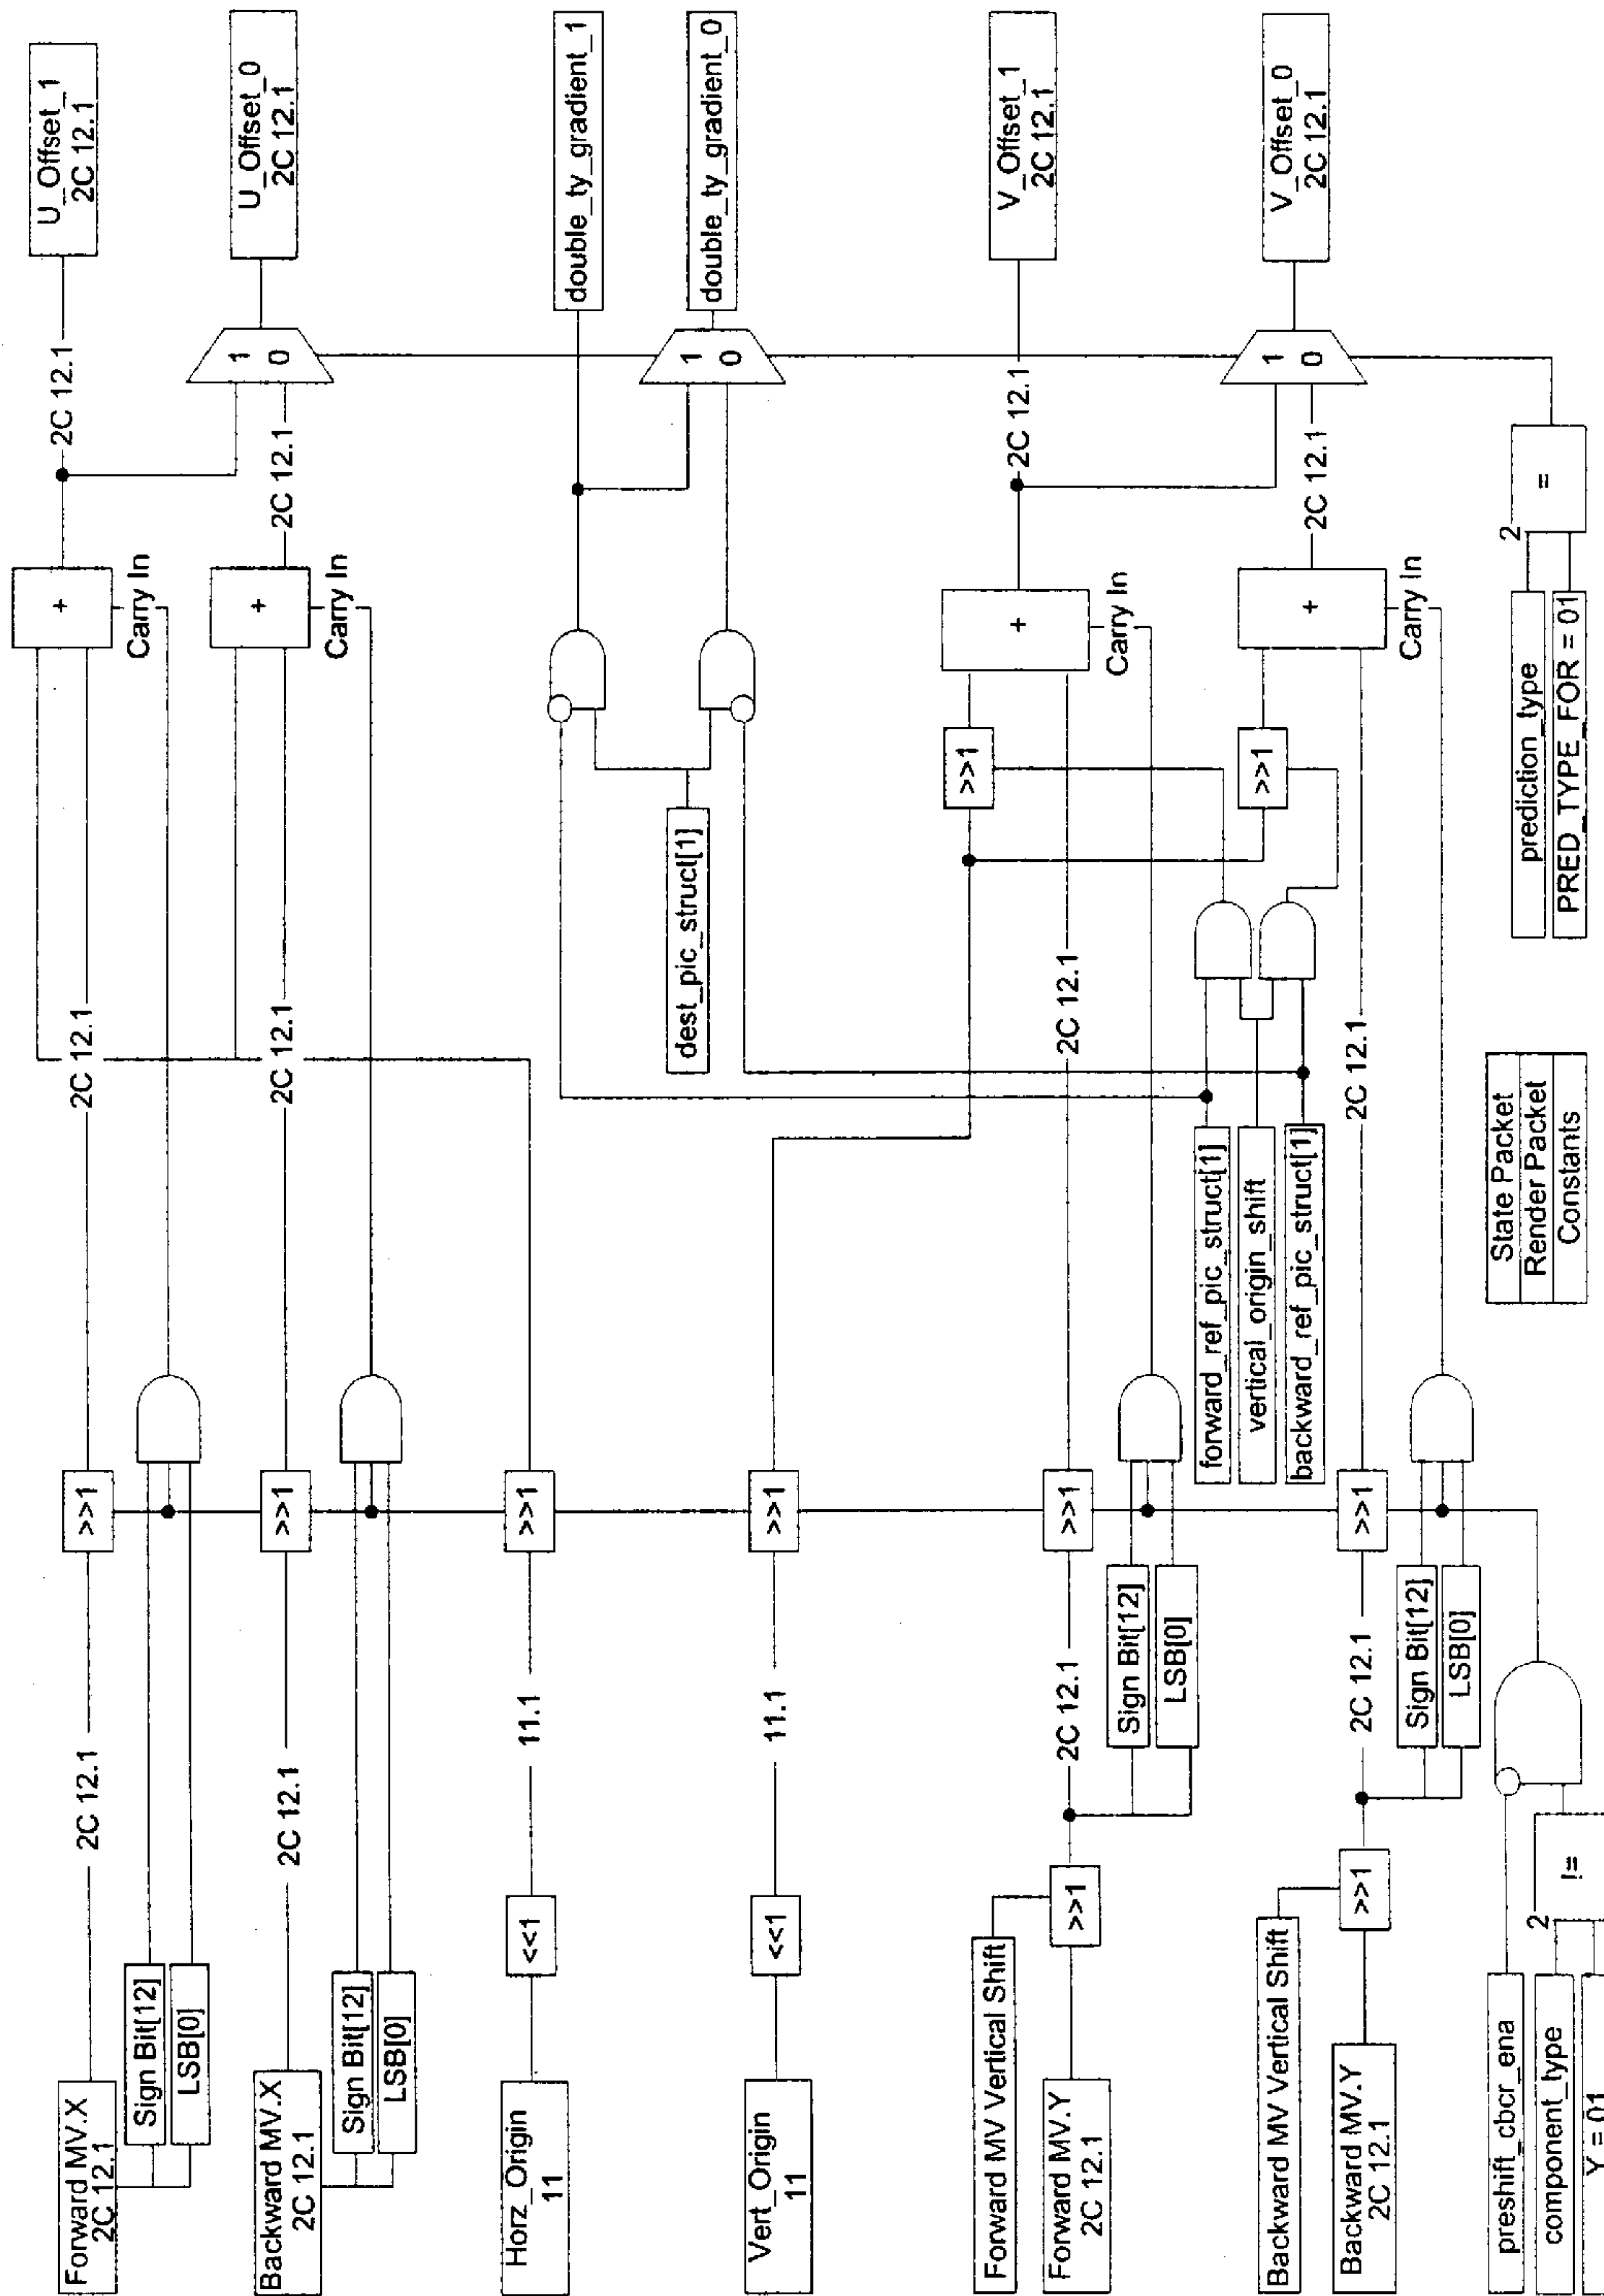 Forward MV.X
2C 12.1
2C 12.1
>>1
2C 12.1
+
2C 12.1
U_Offset_1
2C 12.1
Sign Bit[12]
LSB[0]
Carry In
Backward MV.X
2C 12.1
2C 12.1
>>1
2C 12.1
+
2C 12.1
1
0
U_Offset_0
2C 12.1
Sign Bit[12]
LSB[0]
Carry In
Horz_Origin
11
<<1
11.1
>>1
double_ty_gradient_1
dest_pic_struct[1]
1
0
double_ty_gradient_0
Vert_Origin
11
<<1
11.1
>>1
>>1
+
2C 12.1
V_Offset_1
2C 12.1
Forward MV Vertical Shift
Forward MV.Y
2C 12.1
>>1
2C 12.1
>>1
2C 12.1
Carry In
Sign Bit[12]
LSB[0]
forward_ref_pic_struct[1]
vertical_origin_shift
backward_ref_pic_struct[1]
>>1
+
2C 12.1
1
0
V_Offset_0
2C 12.1
Backward MV Vertical Shift
Backward MV.Y
2C 12.1
>>1
2C 12.1
>>1
2C 12.1
Carry In
Sign Bit[12]
LSB[0]
preshift_cbcr_ena
component_type
Y = 01
2
!=
State Packet
Render Packet
Constants
prediction_type
PRED_TYPE_FOR = 01
2
=